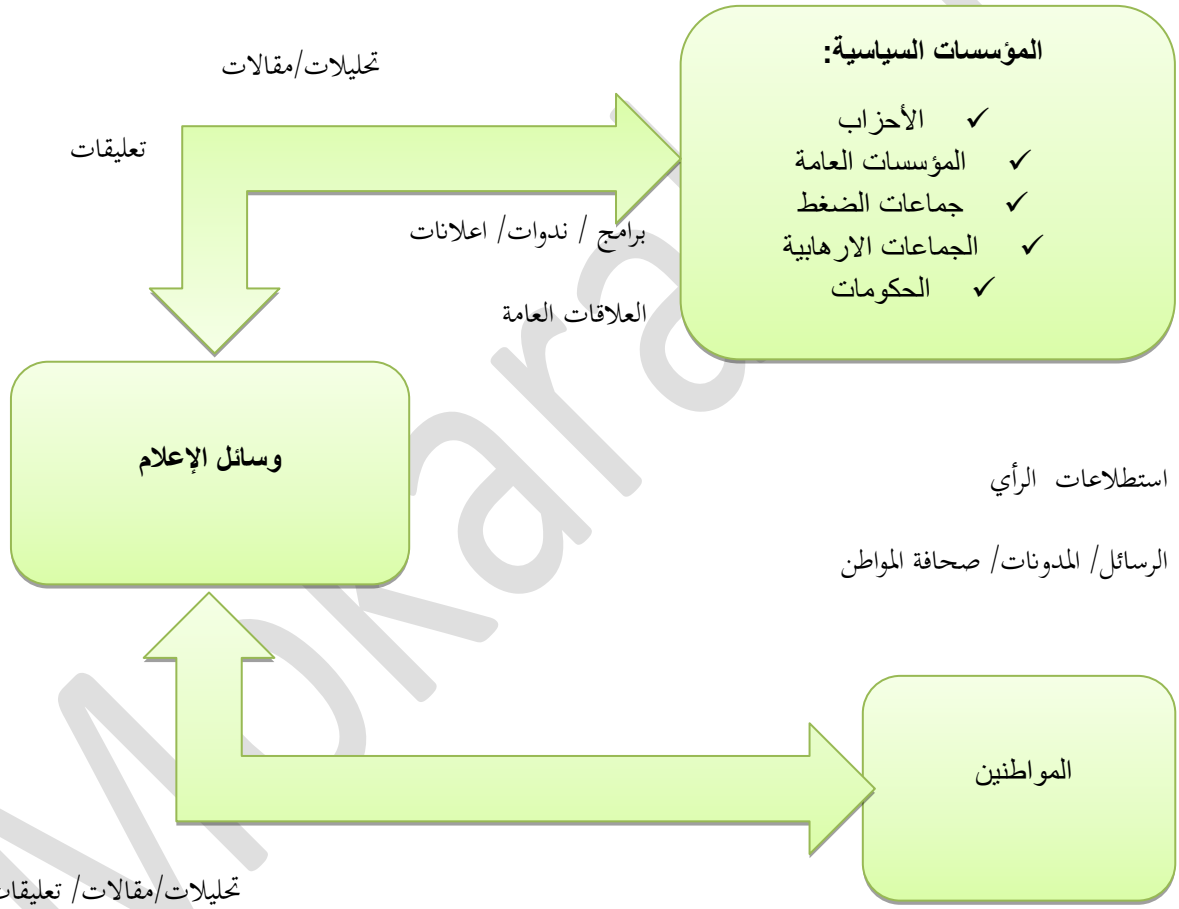 المؤسسات السياسية:
الأحزاب ✓
المؤسسات العامة ✓
جماعات الضغط ✓
الجماعات الارهابية ✓
الحكومات ✓
تحليلات/مقالات
تعليقات
برامج / ندوات/ اعلانات
العلاقات العامة
وسائل الإعلام
استطلاعات الرأي
الرسائل/ المدونات/ صحافة المواطن
المواطنين
تحليلات/مقالات/ تعليقات